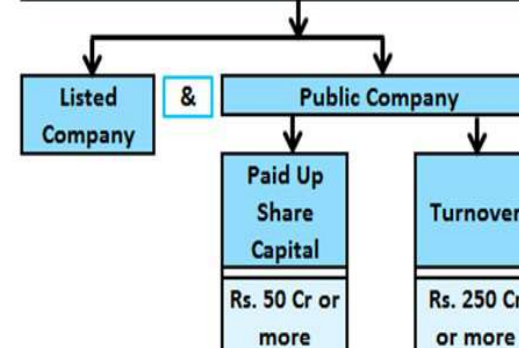 Listed
Company
&
Public Company
Paid Up
Share
Capital
Rs. 50 Cr or
more
Turnover
Rs. 250 Cr
or more